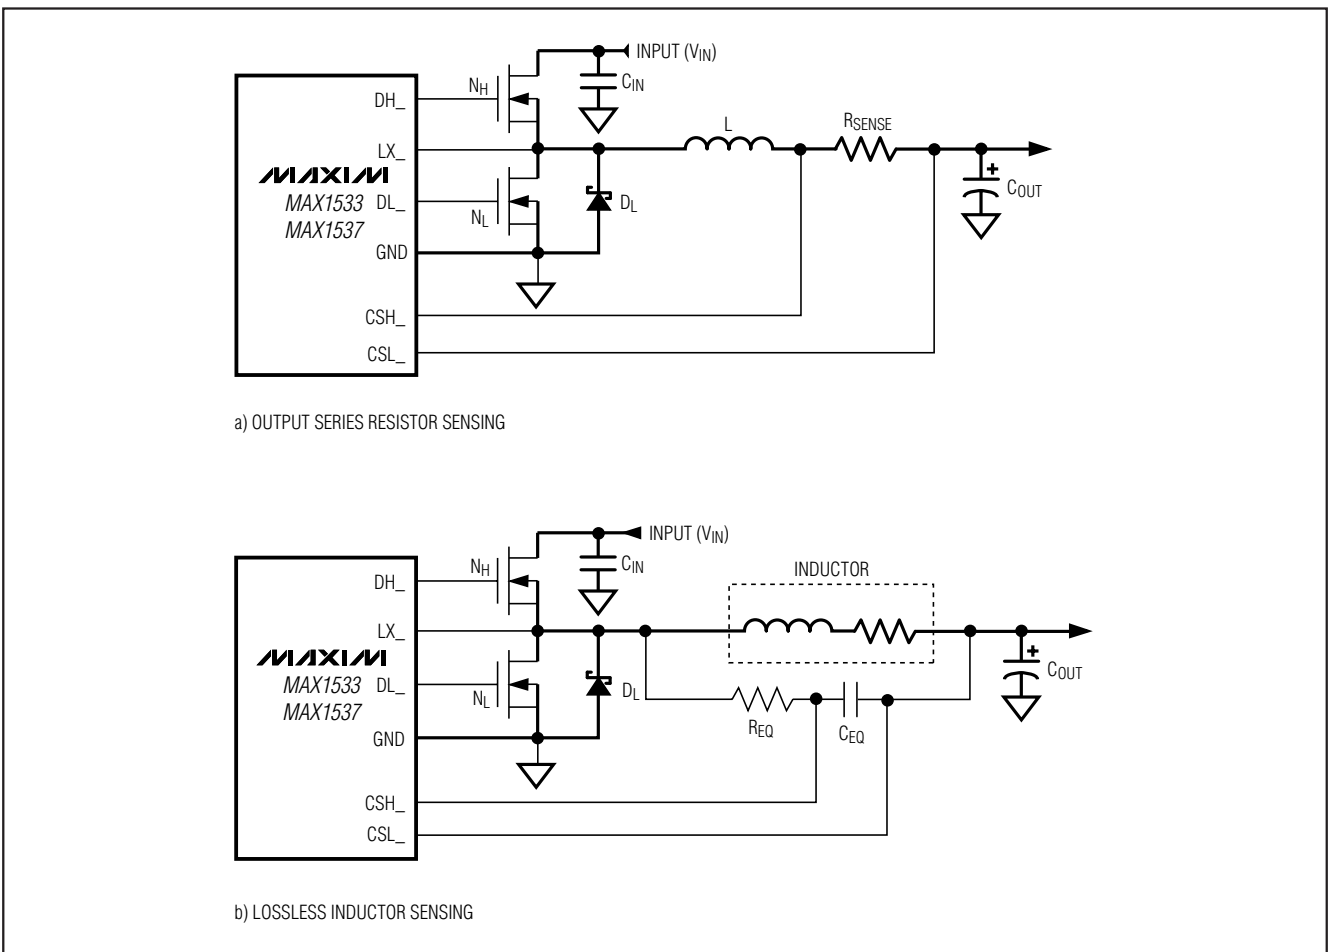 INPUT (VIN)
NH
CIN
DH_
L
RSENSE
LX_
MAXIM
MAX1533
MAX1537
DL_
NL
DL
+
COUT
GND
CSH_
CSL_
a) OUTPUT SERIES RESISTOR SENSING
INPUT (VIN)
NH
CIN
DH_
INDUCTOR
LX_
MAXIM
MAX1533
MAX1537
DL_
NL
DL
+
COUT
REQ
CEQ
GND
CSH_
CSL_
b) LOSSLESS INDUCTOR SENSING